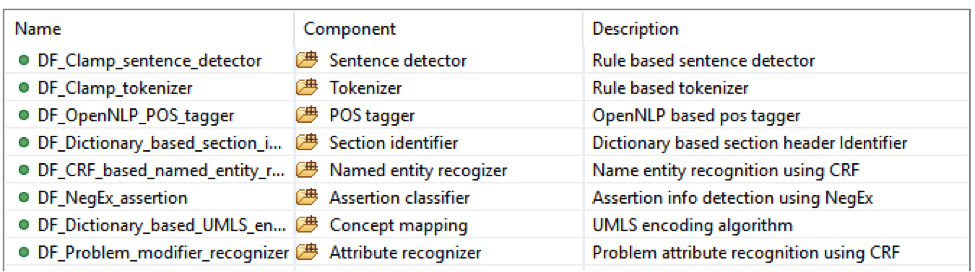 Name Component Description
DF_Clamp_sentence_detector Sentence detector Rule based sentence detector
DF_Clamp_tokenizer Tokenizer Rule based tokenizer
DF_OpenNLP_POS_tagger POS tagger OpenNLP based pos tagger
DF_Dictionary_based_section_i... Section identifier Dictionary based section header Identifier
DF_CRF_based_named_entity_r... Named entity recogizer Name entity recognition using CRF
DF_NegEx_assertion Assertion classifier Assertion info detection using NegEx
DF_Dictionary_based_UMLS_en... Concept mapping UMLS encoding algorithm
DF_Problem_modifier_recognizer Attribute recognizer Problem attribute recognition using CRF